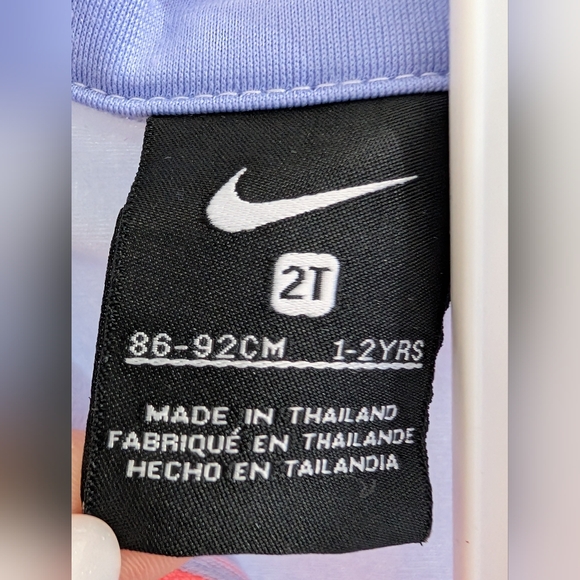 2T
86-92CM 1-2YRS
MADE IN THAILAND
FABRIQUÉ EN THAILANDE
HECHO EN TAILANDIA